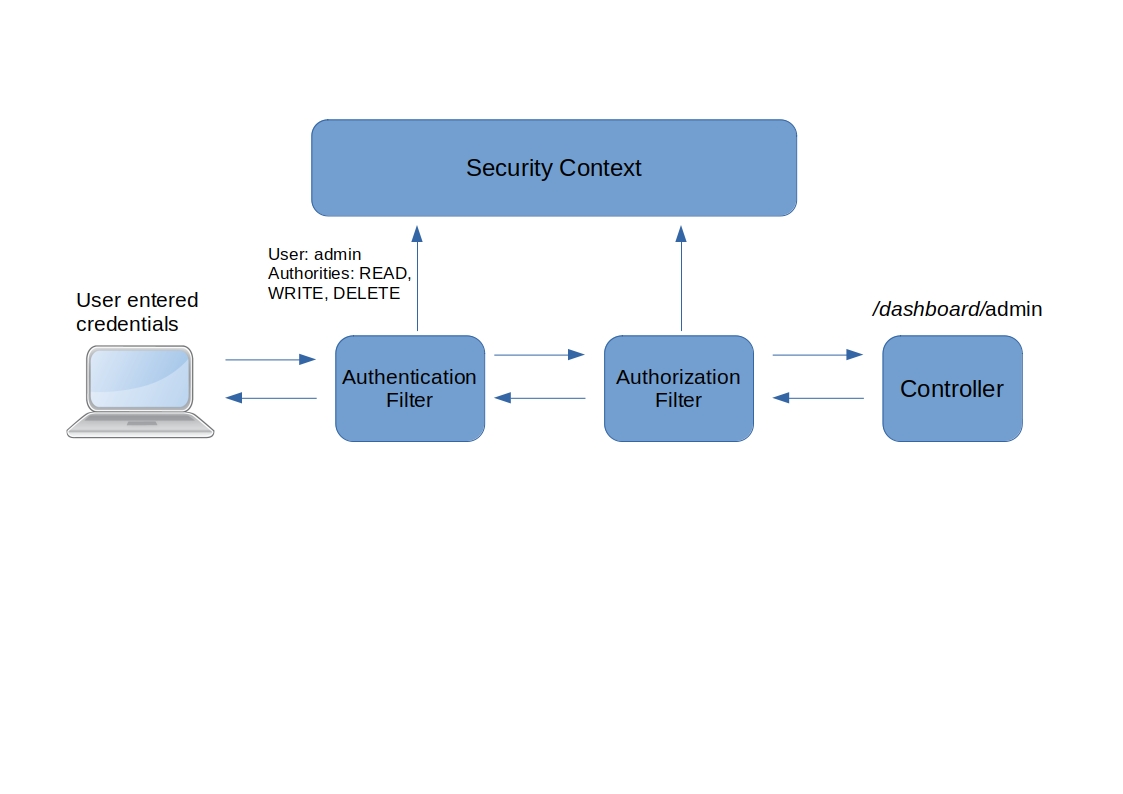 Security Context
User: admin
Authorities: READ,
WRITE, DELETE
User entered
credentials
/dashboard/admin
Authentication
Filter
Authorization
Filter
Controller